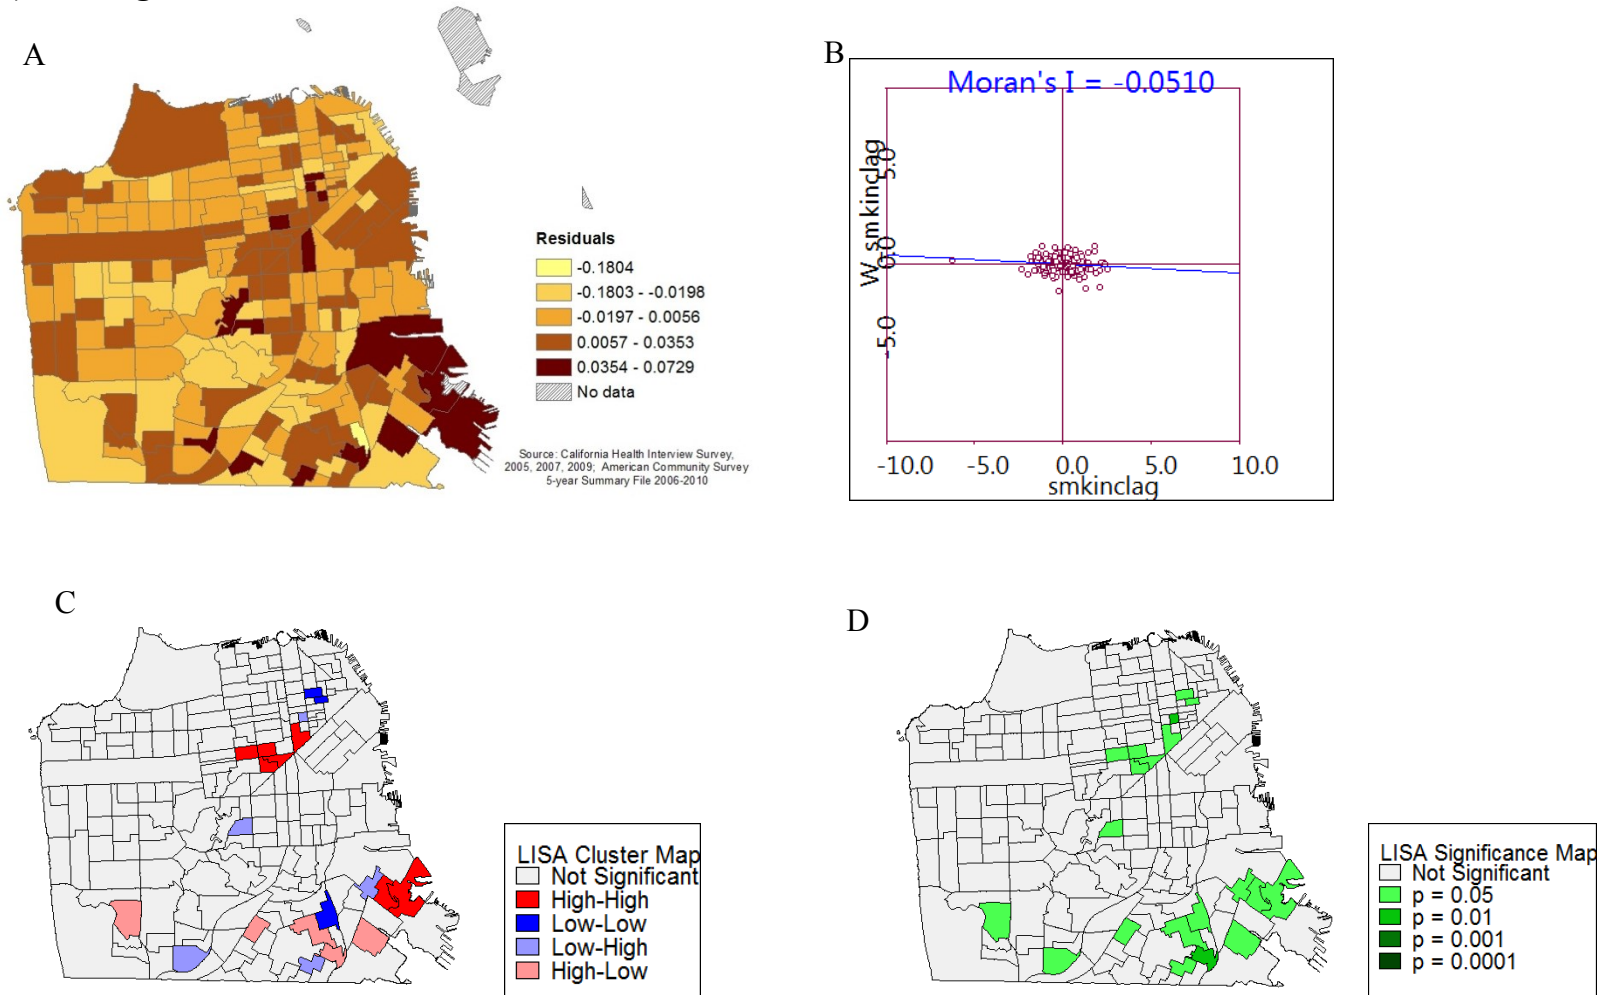 A
Residuals
-0.1804
-0.1803 - -0.0198
-0.0197 - 0.0056
0.0057 - 0.0353
0.0354 - 0.0729
No data
Source: California Health Interview Survey,
2005, 2007, 2009; American Community Survey
5-year Summary File 2006-2010
B
Moran's I = -0.0510
W_smkinclag
5.0
0.0
-5.0
-10.0 -5.0 0.0 5.0 10.0
smkinclag
C
LISA Cluster Map
Not Significant
High-High
Low-Low
Low-High
High-Low
D
LISA Significance Map
Not Significant
p = 0.05
p = 0.01
p = 0.001
p = 0.0001